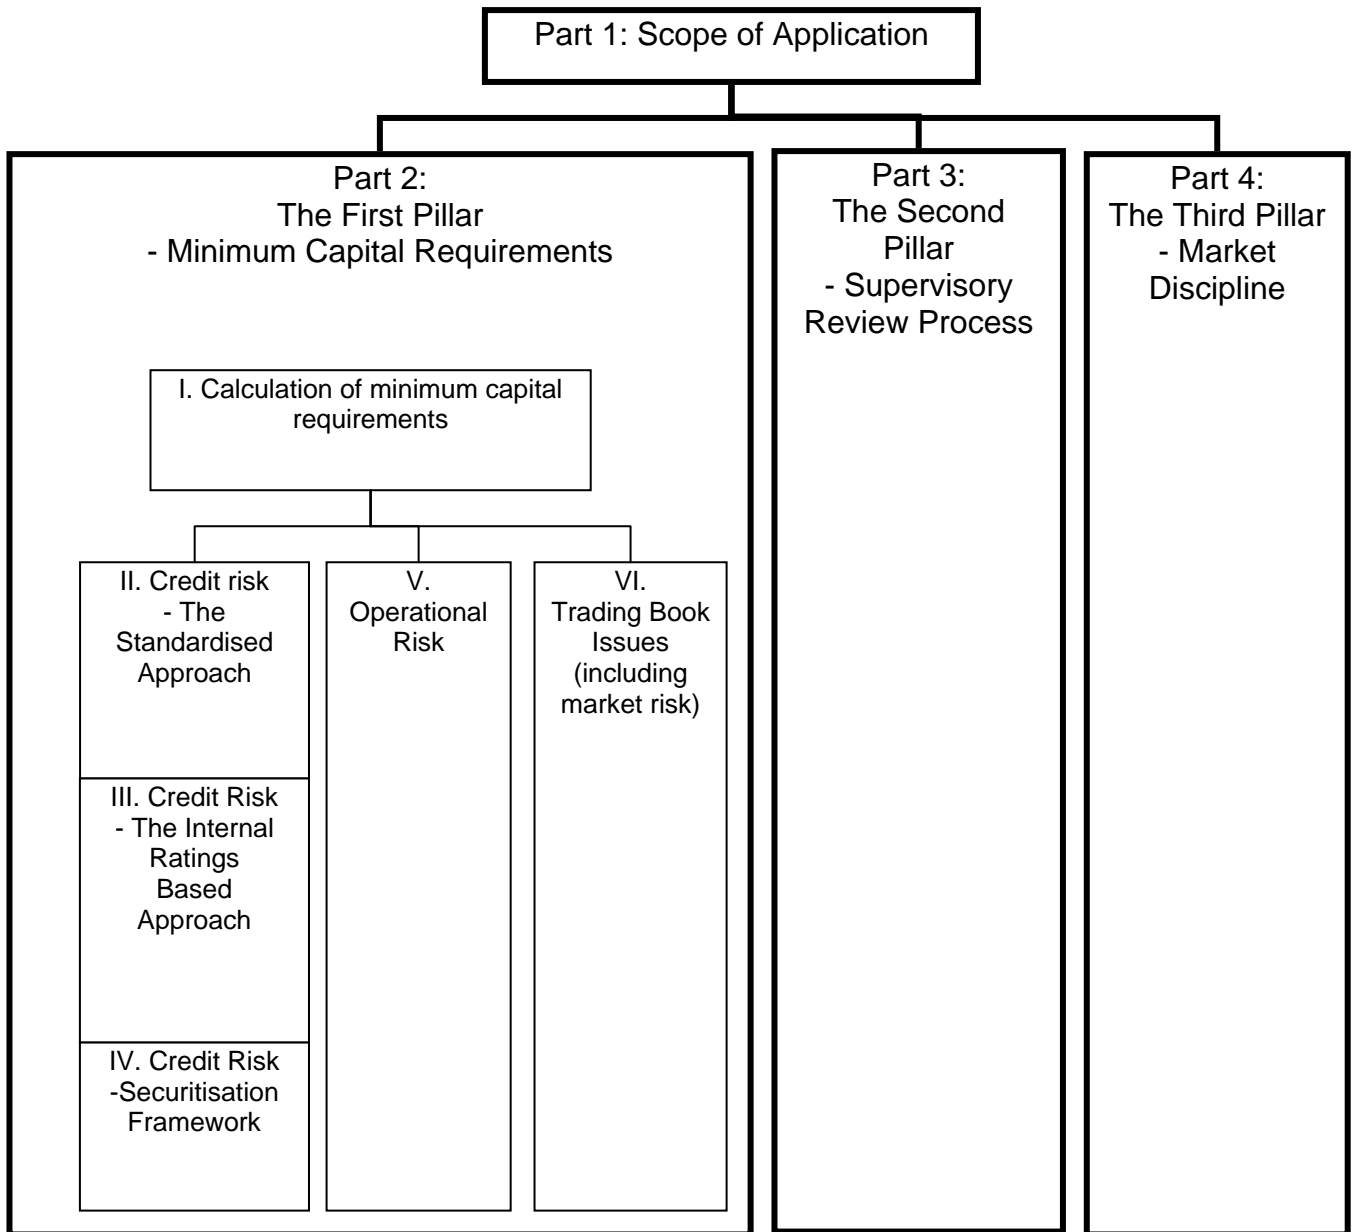 Part 1: Scope of Application
Part 2:
The First Pillar
- Minimum Capital Requirements
I. Calculation of minimum capital
requirements
II. Credit risk
- The
Standardised
Approach
III. Credit Risk
- The Internal
Ratings
Based
Approach
IV. Credit Risk
-Securitisation
Framework
V.
Operational
Risk
VI.
Trading Book
Issues
(including
market risk)
Part 3:
The Second
Pillar
- Supervisory
Review Process
Part 4:
The Third Pillar
- Market
Discipline